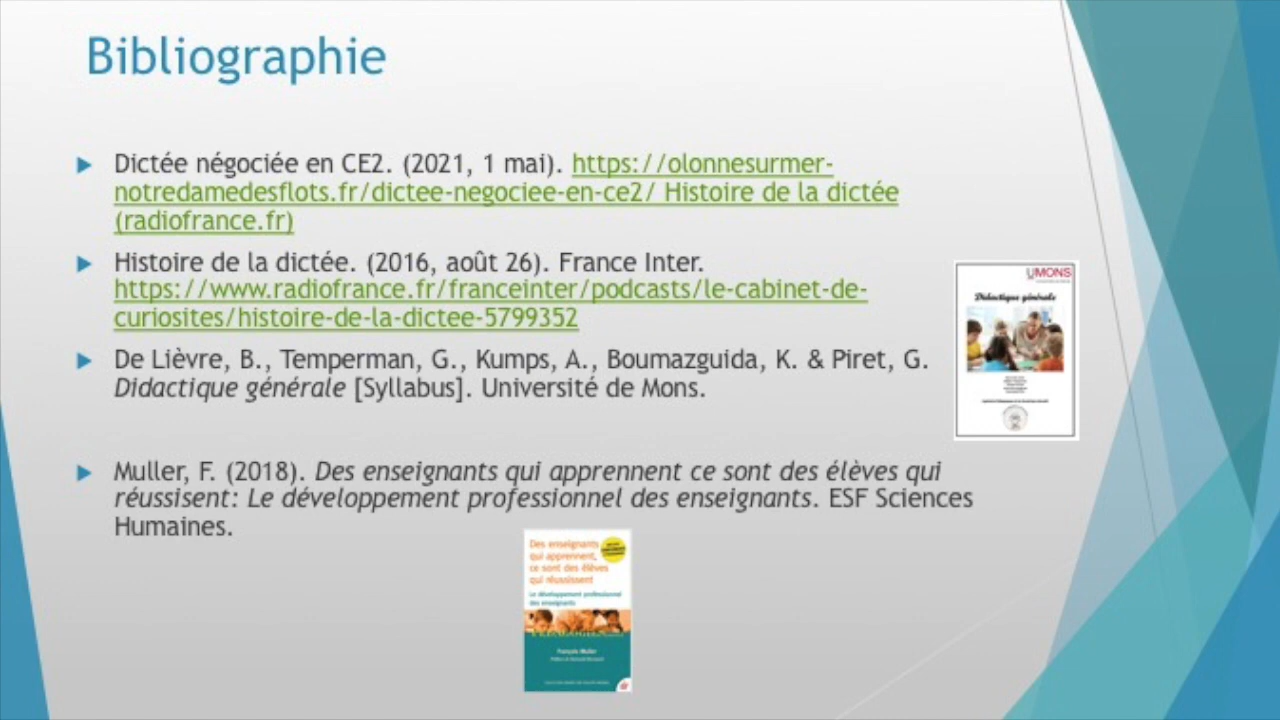 Bibliographie
Dictée négociée en CE2. (2021, 1 mai). https://olonnesurmer-
notredamedesflots.fr/dictee-negociee-en-ce2/ Histoire de la dictée
(radiofrance.fr)
Histoire de la dictée. (2016, août 26). France Inter.
https://www.radiofrance.fr/franceinter/podcasts/le-cabinet-de-
curiosites/histoire-de-la-dictee-5799352
UMONS
Didactique générale
De Lièvre, B., Temperman, G., Kumps, A., Boumazguida, K. & Piret, G.
Didactique générale [Syllabus]. Université de Mons.
Muller, F. (2018). Des enseignants qui apprennent ce sont des élèves qui
réussisent: Le développement professionnel des enseignants. ESF Sciences
Humaines.
Des enseignants
qui apprennent,
ce sont des élèves
qui réussissent
Le développement professionnel
des enseignants
François Muller